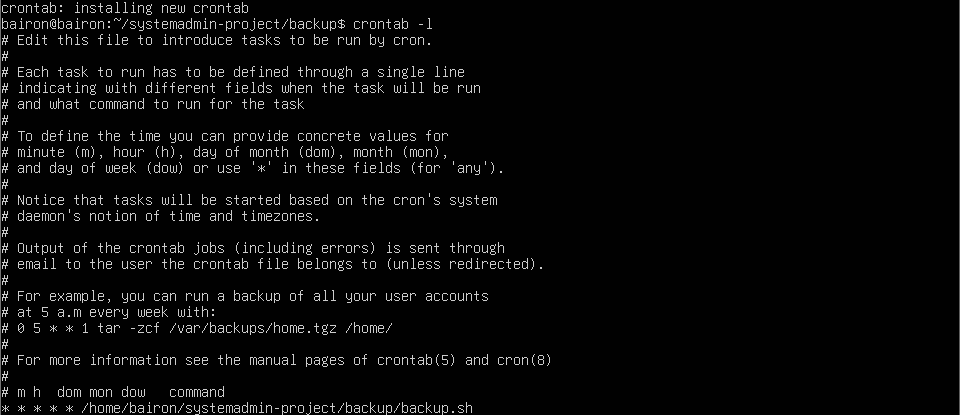 crontab: installing new crontab
bairon@bairon:~/systemadmin-project/backup$ crontab -l
# Edit this file to introduce tasks to be run by cron.
#
# Each task to run has to be defined through a single line
# indicating with different fields when the task will be run
# and what command to run for the task
#
# To define the time you can provide concrete values for
# minute (m), hour (h), day of month (dom), month (mon),
# and day of week (dow) or use '*' in these fields (for 'any').
#
# Notice that tasks will be started based on the cron's system
# daemon's notion of time and timezones.
#
# Output of the crontab jobs (including errors) is sent through
# email to the user the crontab file belongs to (unless redirected).
#
# For example, you can run a backup of all your user accounts
# at 5 a.m every week with:
# 0 5 * * 1 tar -zcf /var/backups/home.tgz /home/
#
# For more information see the manual pages of crontab(5) and cron(8)
#
# m h  dom mon dow   command
* * * * * /home/bairon/systemadmin-project/backup/backup.sh